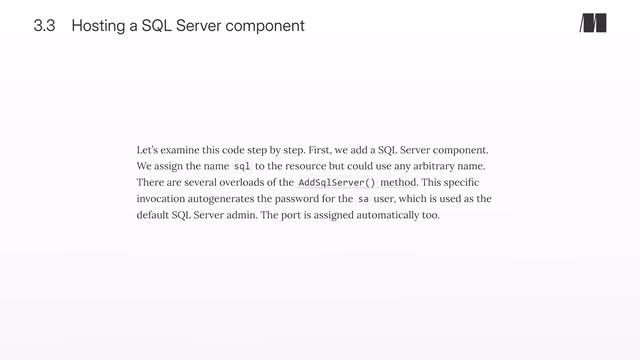 3.3 Hosting a SQL Server component
Let's examine this code step by step. First, we add a SQL Server component.
We assign the name sql to the resource but could use any arbitrary name.
There are several overloads of the AddSqlServer() method. This specific
invocation autogenerates the password for the sa user, which is used as the
default SQL Server admin. The port is assigned automatically too.